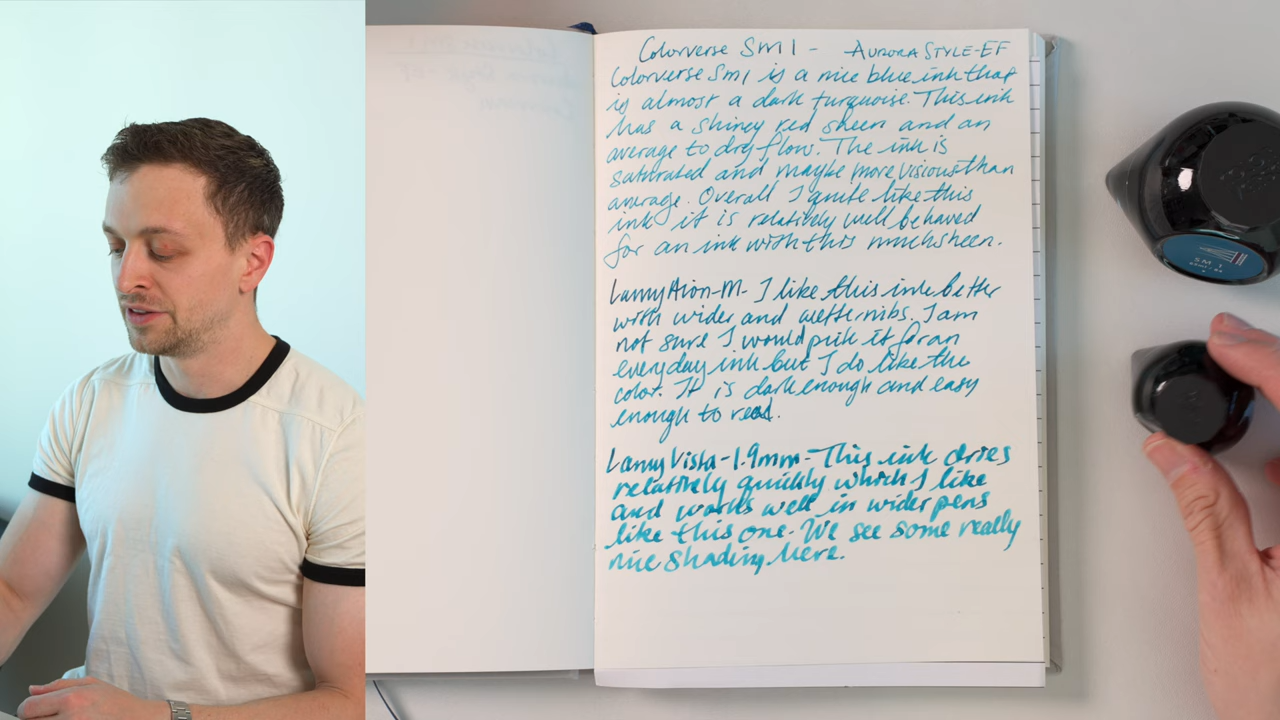 Colorverse SM1 - Aurora Style-EF
Colorverse Sm1 is a nice blue ink that
is almost a dark turquoise. This ink
has a shiney red sheen and an
average to dry flow. The ink is
saturated and maybe more viscious than
average. Overall I quite like this
ink it is relatively well behaved
for an ink with this much sheen.
Lamy Aion-M- I like this ink better
with wider and wetter nibs. I am
not sure I would pick it for an
everyday ink but I do like the
color. It is dark enough and easy
enough to read.
Lamy Vista-1.9mm-This ink dries
relatively quickly which I like
and works well in wider pens
like this one. We see some really
nice shading here.
SM 1